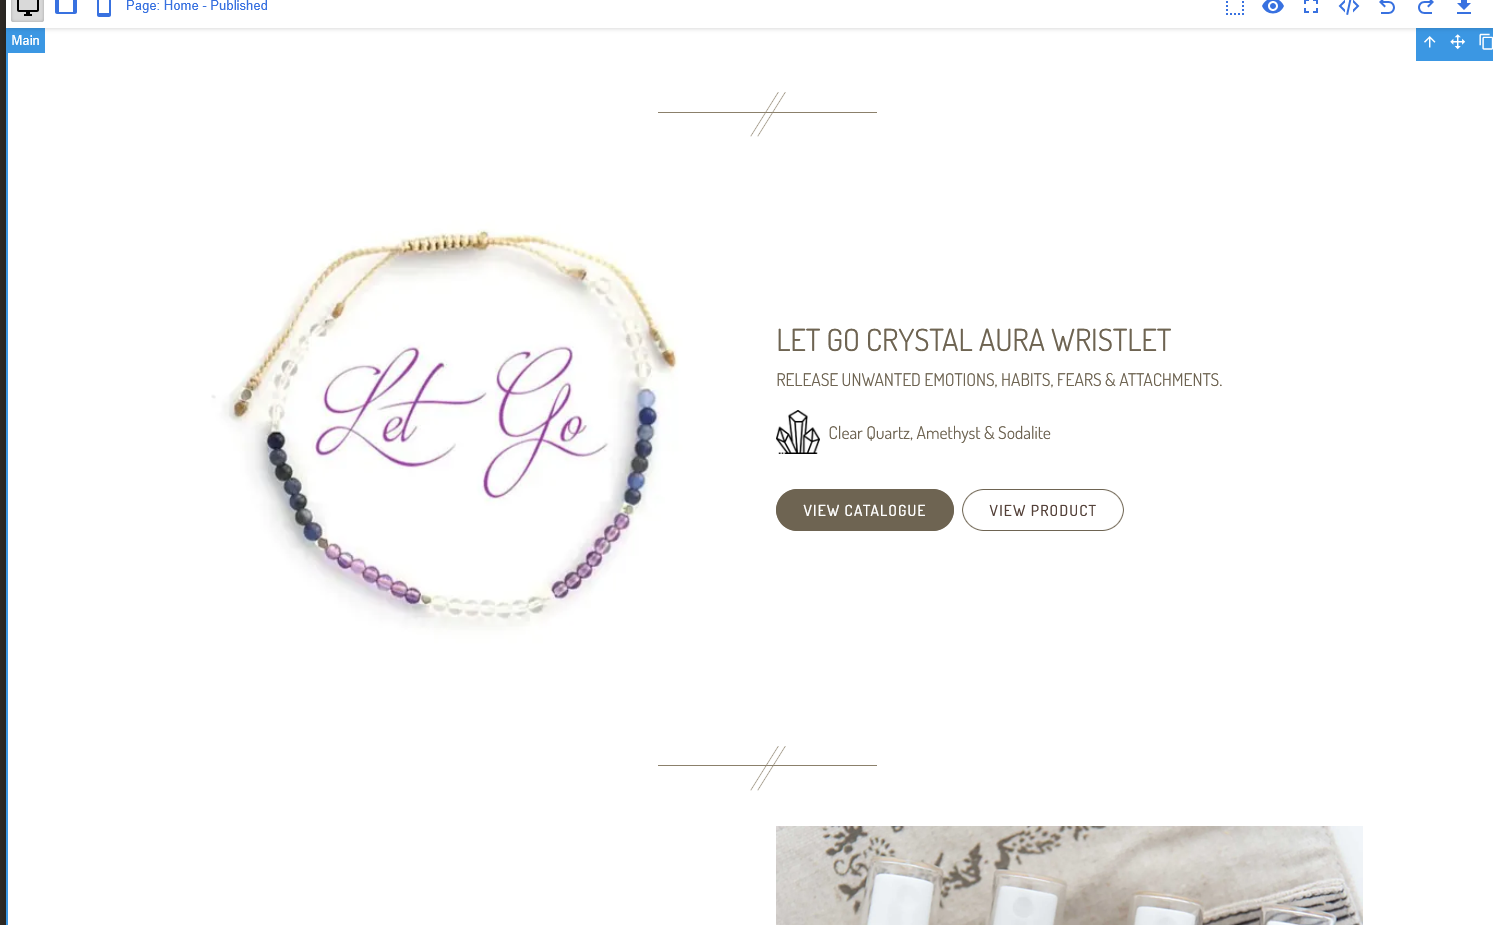 Page: Home - Published
Main
Let Go
LET GO CRYSTAL AURA WRISTLET
RELEASE UNWANTED EMOTIONS, HABITS, FEARS & ATTACHMENTS.
Clear Quartz, Amethyst & Sodalite
VIEW CATALOGUE
VIEW PRODUCT